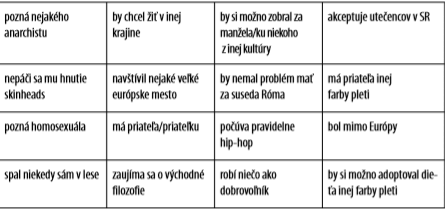 pozná nejakého
anarchistu
by chcel žiť v inej
krajine
by si možno zobral za
manžela/ku niekoho
z inej kultúry
akceptuje utečencov v SR
nepáči sa mu hnutie
skinheads
navštívil nejaké veľké
európske mesto
by nemal problém mať
za suseda Róma
má priateľa inej
farby pleti
pozná homosexuála
má priateľa/priateľku
počúva pravidelne
hip-hop
bol mimo Európy
spal niekedy sám v lese
zaujíma sa o východné
filozofie
robí niečo ako
dobrovoľník
by si možno adoptoval die-
ťa inej farby pleti